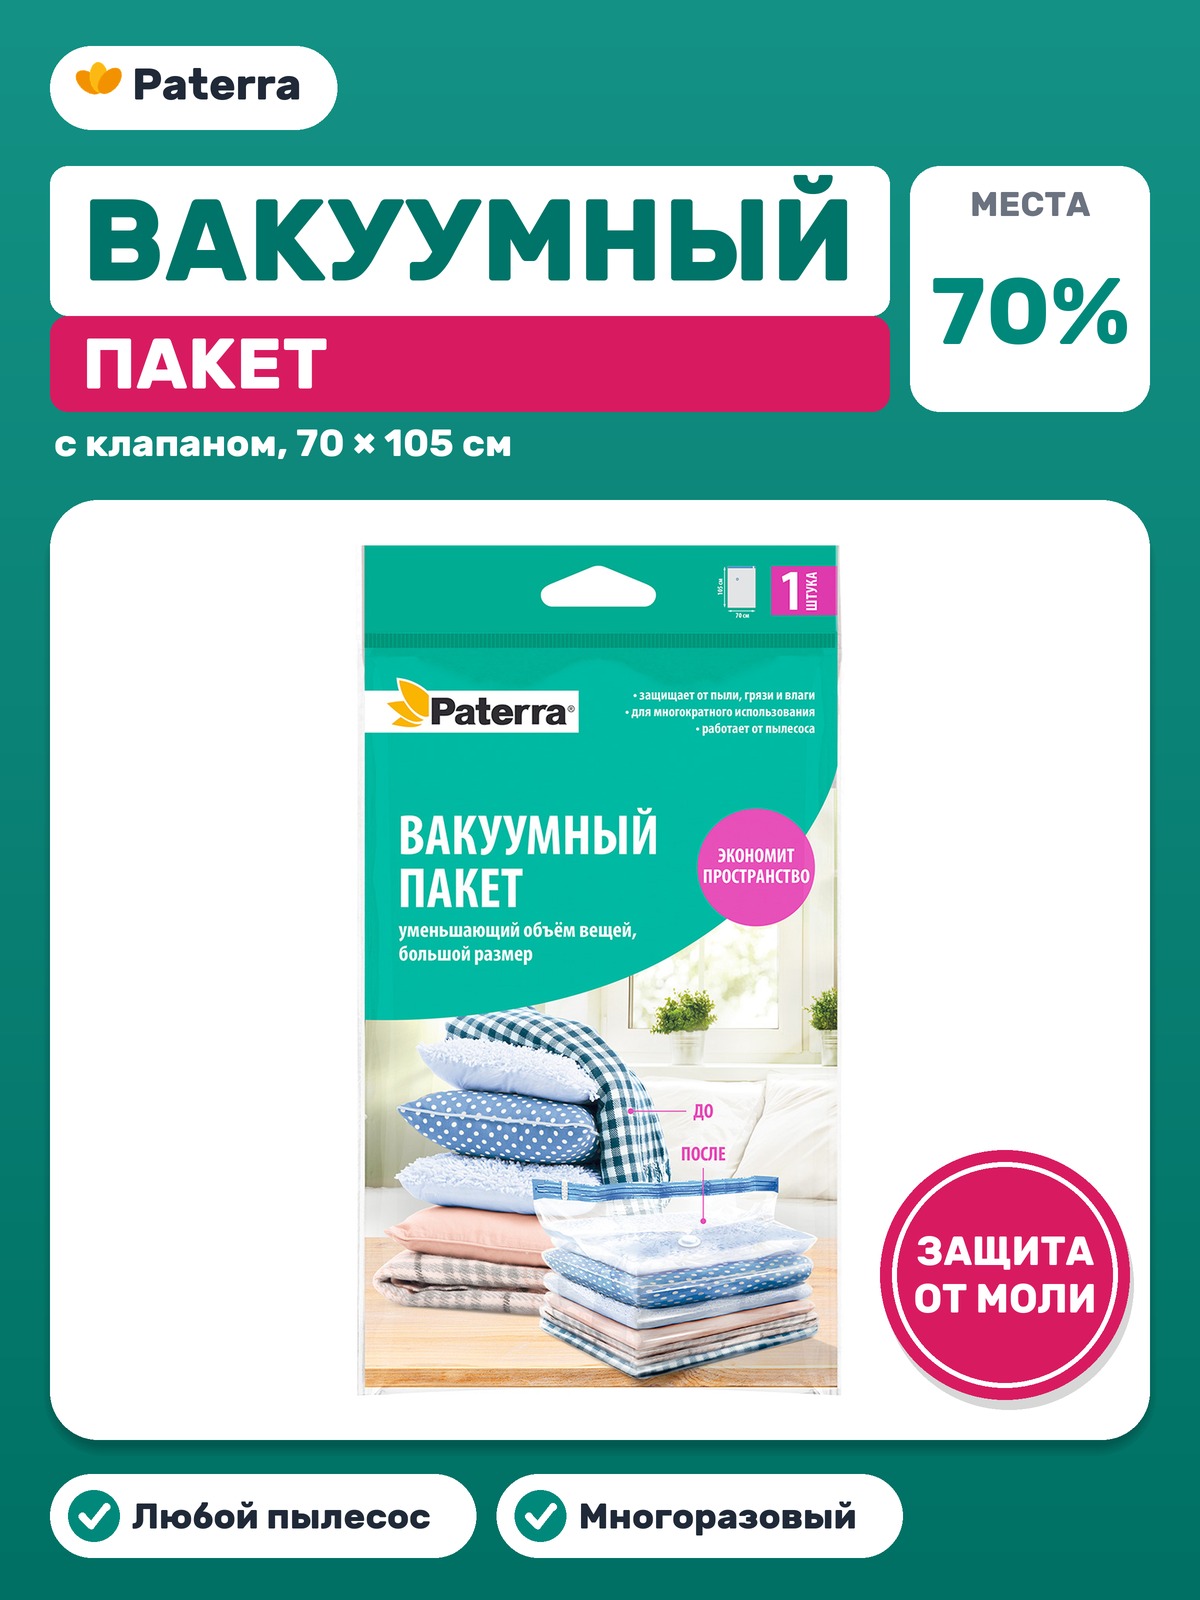 Paterra
ВАКУУМНЫЙ
ПАКЕТ
МЕСТА
70%
с клапаном, 70 × 105 см
105 см
70 см
1
ШТУКА
Paterra®
• защищает от пыли, грязи и влаги
• для многократного использования
• работает от пылесоса
ВАКУУМНЫЙ
ПАКЕТ
уменьшающий объём вещей,
большой размер
ЭКОНОМИТ
ПРОСТРАНСТВО
ДО
ПОСЛЕ
ЗАЩИТА
ОТ МОЛИ
Любой пылесос
Многоразовый